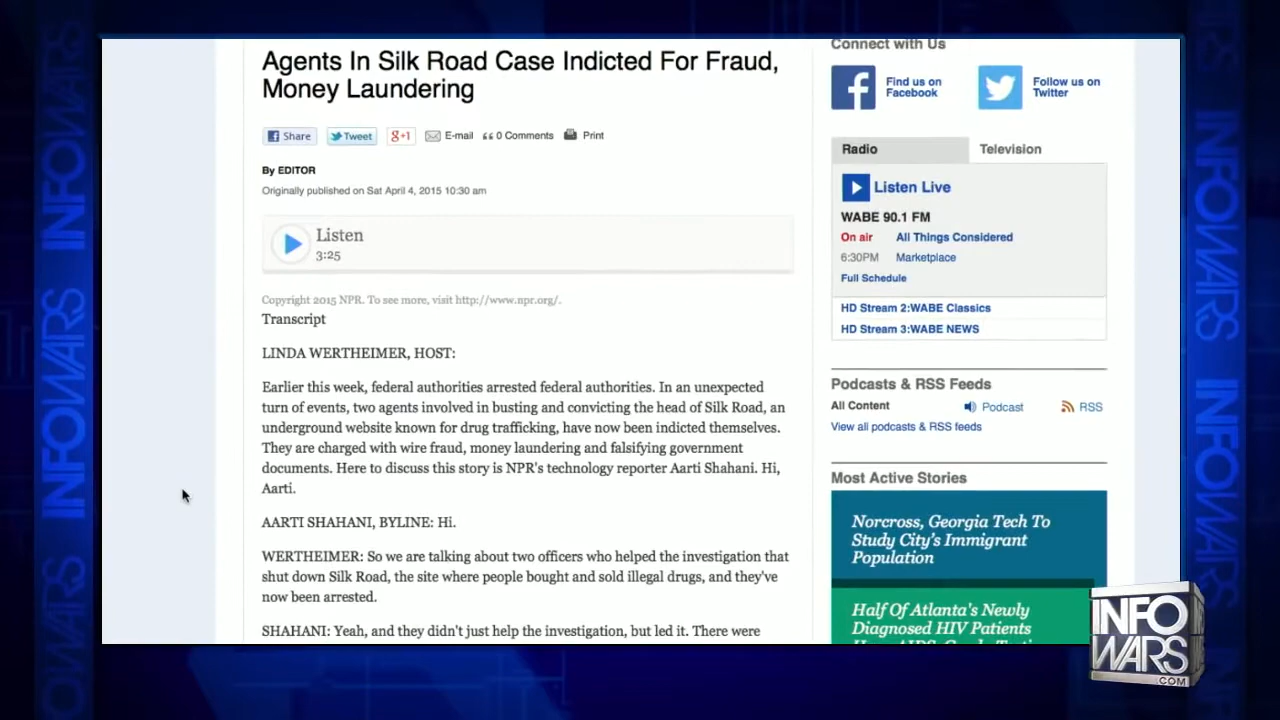 Agents In Silk Road Case Indicted For Fraud,
Money Laundering
Share
Tweet
g+1
E-mail
0 Comments
Print
By EDITOR
Originally published on Sat April 4, 2015 10:30 am
Listen
3:25
Copyright 2015 NPR. To see more, visit http://www.npr.org/.
Transcript
LINDA WERTHEIMER, HOST:
Earlier this week, federal authorities arrested federal authorities. In an unexpected
turn of events, two agents involved in busting and convicting the head of Silk Road, an
underground website known for drug trafficking, have now been indicted themselves.
They are charged with wire fraud, money laundering and falsifying government
documents. Here to discuss this story is NPR's technology reporter Aarti Shahani. Hi,
Aarti.
AARTI SHAHANI, BYLINE: Hi.
WERTHEIMER: So we are talking about two officers who helped the investigation that
shut down Silk Road, the site where people bought and sold illegal drugs, and they've
now been arrested.
SHAHANI: Yeah, and they didn't just help the investigation, but led it. There were
Connect with Us
Find us on
Facebook
Follow us on
Twitter
Radio
Television
Listen Live
WABE 90.1 FM
On air All Things Considered
6:30PM Marketplace
Full Schedule
HD Stream 2:WABE Classics
HD Stream 3:WABE NEWS
Podcasts & RSS Feeds
All Content
Podcast
RSS
View all podcasts & RSS feeds
Most Active Stories
Norcross, Georgia Tech To
Study City's Immigrant
Population
Half Of Atlanta's Newly
Diagnosed HIV Patients
INFOWARS
INFOWARS
INFOWARS
INFOWARS
INFO
WARS
.COM